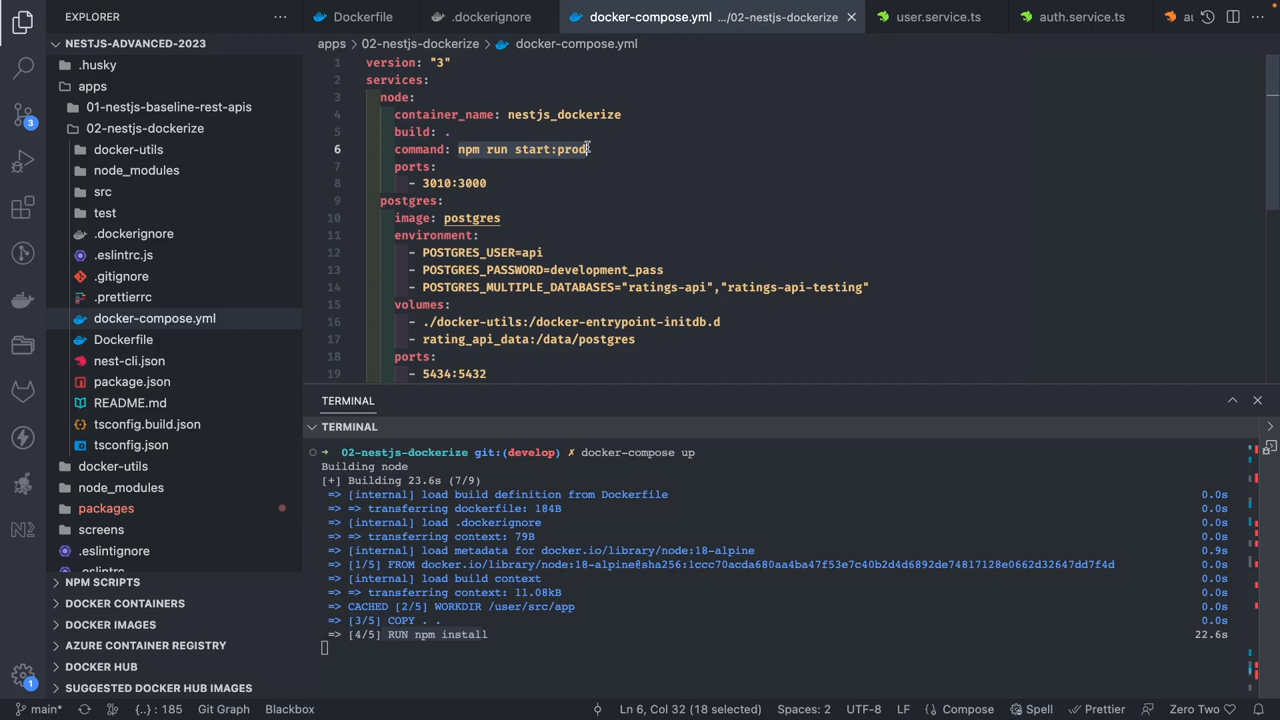 EXPLORER
NESTJS-ADVANCED-2023
.husky
apps
01-nestjs-baseline-rest-apis
02-nestjs-dockerize
docker-utils
node_modules
src
test
.dockerignore
.eslintrc.js
.gitignore
.prettierrc
docker-compose.yml
Dockerfile
nest-cli.json
package.json
README.md
tsconfig.build.json
tsconfig.json
docker-utils
node_modules
packages
screens
.eslintignore
.eslintrc
NPM SCRIPTS
DOCKER CONTAINERS
DOCKER IMAGES
AZURE CONTAINER REGISTRY
DOCKER HUB
SUGGESTED DOCKER HUB IMAGES
3
1
Dockerfile .dockerignore docker-compose.yml .../02-nestjs-dockerize user.service.ts auth.service.ts au
apps > 02-nestjs-dockerize > docker-compose.yml
1 version: "3"
2 services:
3 node:
4 container_name: nestjs_dockerize
5 build: .
6 command: npm run start:prod
7 ports:
8 - 3010:3000
9 postgres:
10 image: postgres
11 environment:
12 - POSTGRES_USER=api
13 - POSTGRES_PASSWORD=development_pass
14 - POSTGRES_MULTIPLE_DATABASES="ratings-api","ratings-api-testing"
15 volumes:
16 - ./docker-utils:/docker-entrypoint-initdb.d
17 - rating_api_data:/data/postgres
18 ports:
19 - 5434:5432
TERMINAL
TERMINAL
→ 02-nestjs-dockerize git:(develop) ✗ docker-compose up
Building node
[+] Building 23.6s (7/9)
=> [internal] load build definition from Dockerfile 0.0s
=> => transferring dockerfile: 184B 0.0s
=> [internal] load .dockerignore 0.0s
=> => transferring context: 79B 0.0s
=> [internal] load metadata for docker.io/library/node:18-alpine 0.9s
=> [1/5] FROM docker.io/library/node:18-alpine@sha256:1ccc70acda680aa4ba47f53e7c40b2d4d6892de74817128e0662d32647dd7f4d 0.0s
=> [internal] load build context 0.0s
=> => transferring context: 11.08kB 0.0s
=> CACHED [2/5] WORKDIR /user/src/app 0.0s
=> [3/5] COPY . . 0.0s
=> [4/5] RUN npm install 22.6s
main* {..} : 185 Git Graph Blackbox Ln 6, Col 32 (18 selected) Spaces: 2 UTF-8 LF Compose Spell Prettier Zero Two